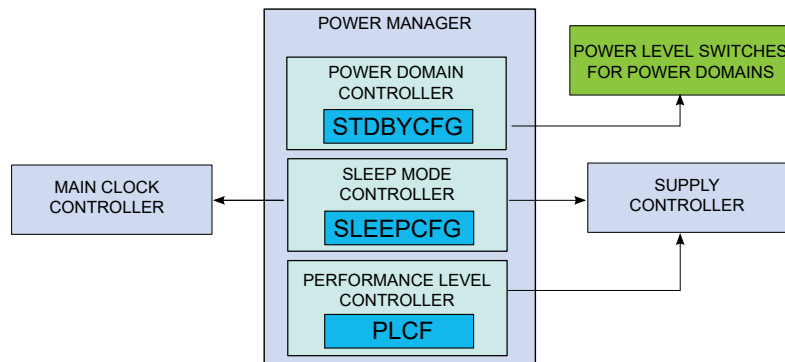 POWER MANAGER
POWER DOMAIN
CONTROLLER
STDBYCFG
POWER LEVEL SWITCHES
FOR POWER DOMAINS
MAIN CLOCK
CONTROLLER
SLEEP MODE
CONTROLLER
SLEEPCFG
SUPPLY
CONTROLLER
PERFORMANCE LEVEL
CONTROLLER
PLCF